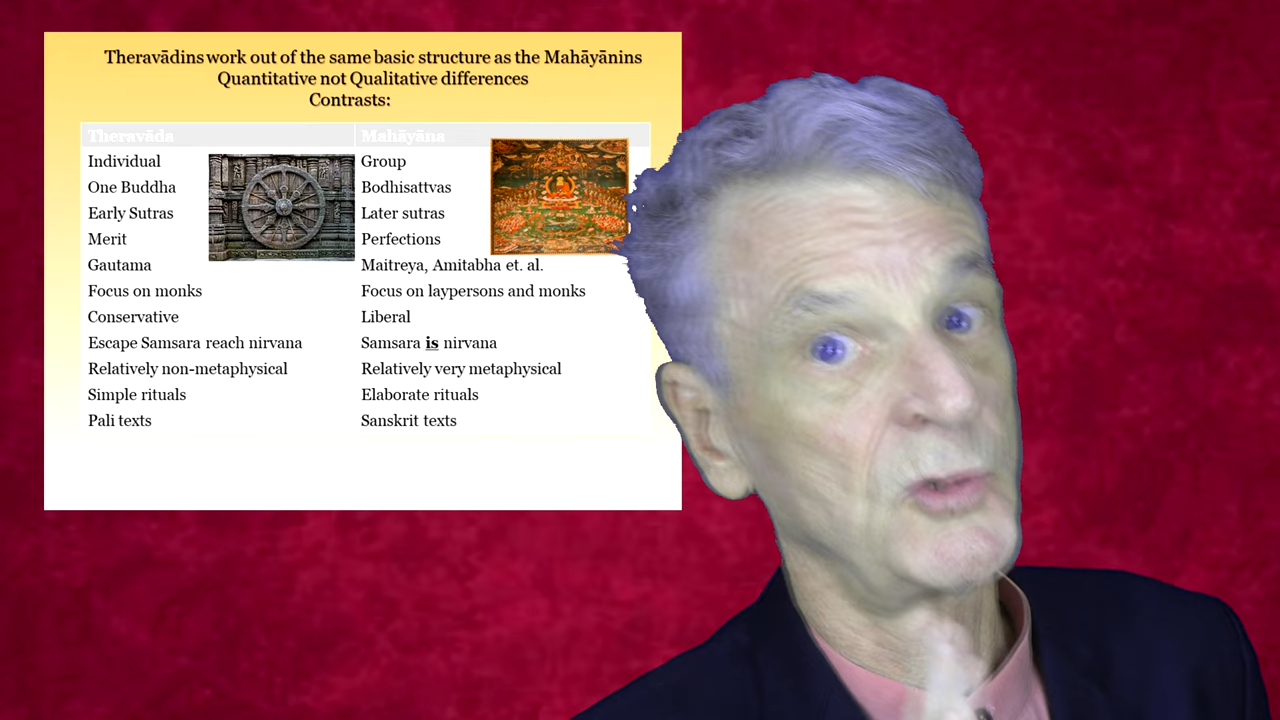 Theravādins work out of the same basic structure as the Mahāyānins
Quantitative not Qualitative differences
Contrasts:
Theravāda Mahāyāna
Individual Group
One Buddha Bodhisattvas
Early Sutras Later sutras
Merit Perfections
Gautama Maitreya, Amitabha et. al.
Focus on monks Focus on laypersons and monks
Conservative Liberal
Escape Samsara reach nirvana Samsara is nirvana
Relatively non-metaphysical Relatively very metaphysical
Simple rituals Elaborate rituals
Pali texts Sanskrit texts